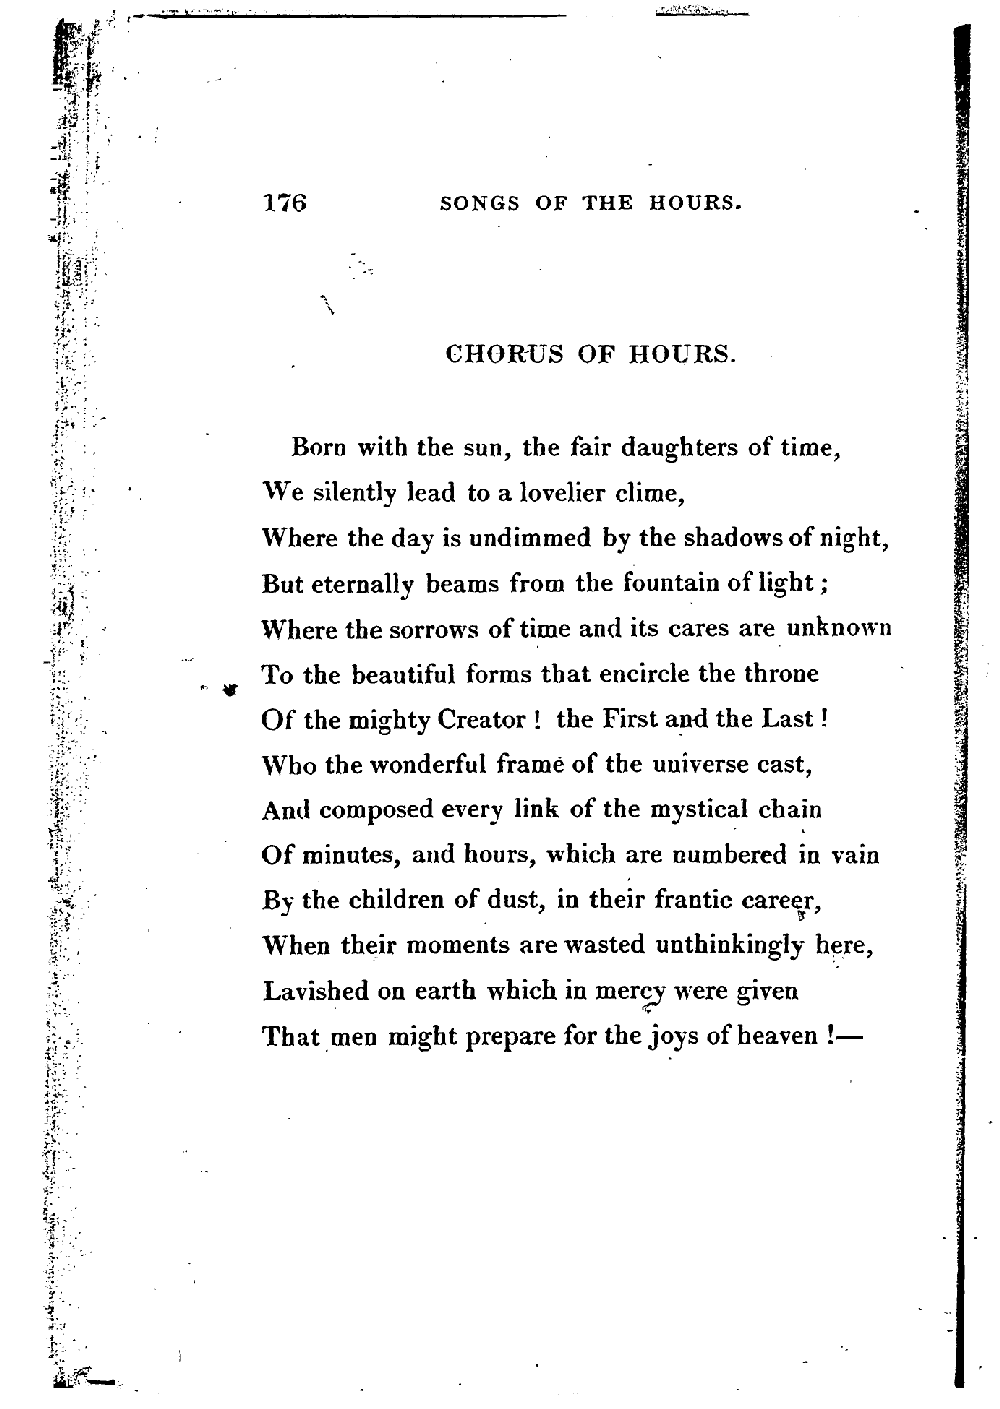 176 SONGS OF THE HOURS.
CHORUS OF HOURS.
Born with the sun, the fair daughters of time,
We silently lead to a lovelier clime,
Where the day is undimmed by the shadows of night,
But eternally beams from the fountain of light ;
Where the sorrows of time and its cares are unknown
To the beautiful forms that encircle the throne
Of the mighty Creator ! the First and the Last !
Who the wonderful frame of the universe cast,
And composed every link of the mystical chain
Of minutes, and hours, which are numbered in vain
By the children of dust, in their frantic career,
When their moments are wasted unthinkingly here,
Lavished on earth which in mercy were given
That men might prepare for the joys of heaven !—